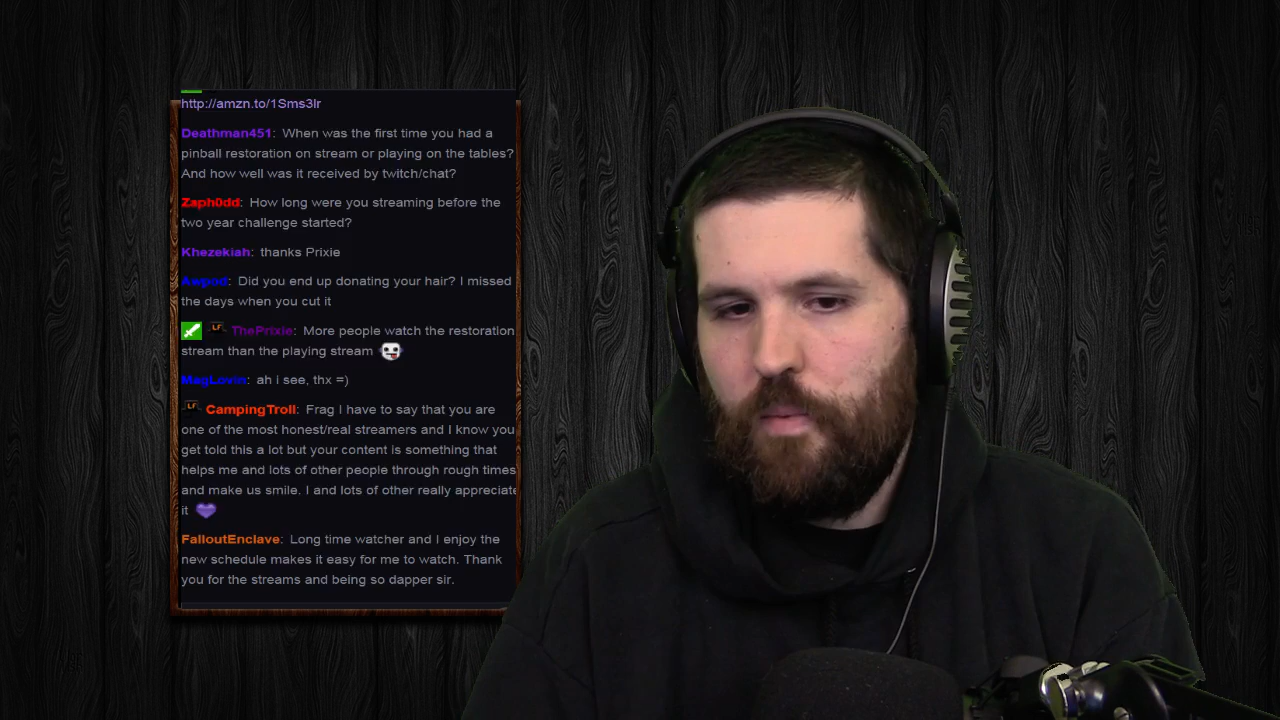 http://amzn.to/1Sms3lr
Deathman451: When was the first time you had a
pinball restoration on stream or playing on the tables?
And how well was it received by twitch/chat?
Zaph0dd: How long were you streaming before the
two year challenge started?
Khezekiah: thanks Prixie
Awpod: Did you end up donating your hair? I missed
the days when you cut it
LF ThePrixie: More people watch the restoration
stream than the playing stream
MagLovin: ah i see, thx =)
LF CampingTroll: Frag I have to say that you are
one of the most honest/real streamers and I know you
get told this a lot but your content is something that
helps me and lots of other people through rough times
and make us smile. I and lots of other really appreciate
it
FalloutEnclave: Long time watcher and I enjoy the
new schedule makes it easy for me to watch. Thank
you for the streams and being so dapper sir.